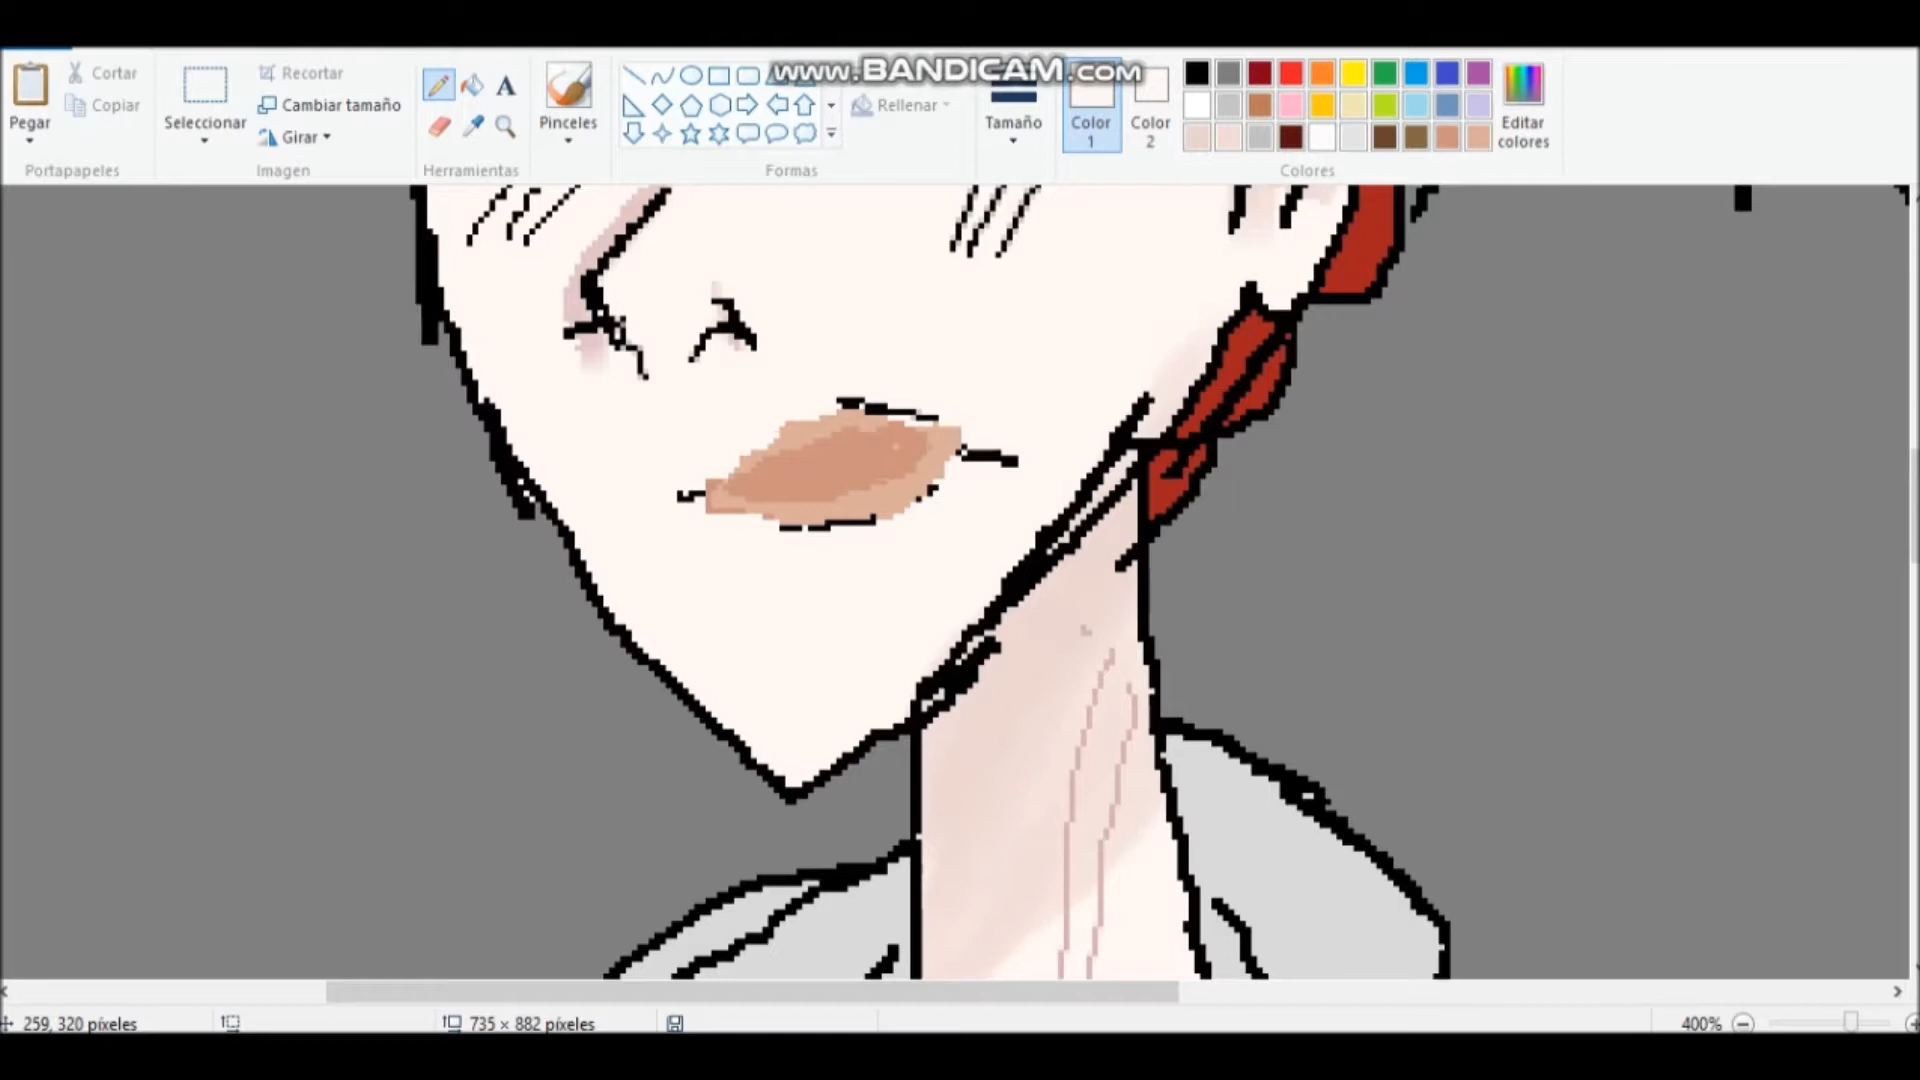 www.BANDICAM.com
Pegar
Cortar
Copiar
Portapapeles
Seleccionar
Recortar
Cambiar tamaño
Girar
Imagen
A
Herramientas
Pinceles
Formas
Rellenar
Tamaño
Color 1
Color 2
Editar colores
Colores
259, 320 píxeles
735 × 882 píxeles
400%